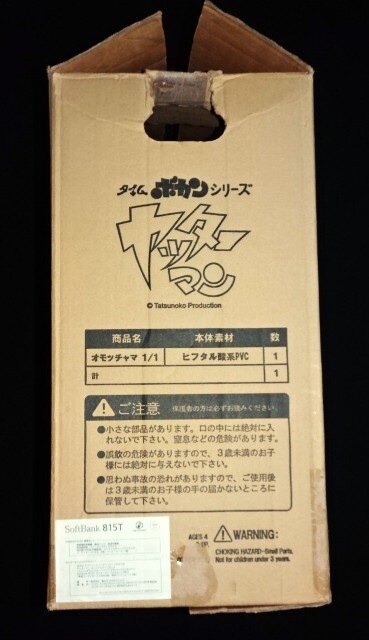 タイムボカンシリーズ
ヤッターマン
© Tatsunoko Production
商品名 本体素材 数
オモッチャマ 1/1 ヒフタル酸系PVC 1
計 1
ご注意 保護者の方は必ずお読みください
●小さな部品があります。口の中には絶対に入
れないで下さい。窒息などの危険があります。
●誤飲の危険がありますので、3歳未満のお子
様には絶対に与えないで下さい。
●思わぬ事故の恐れがありますので、ご使用後
は3歳未満のお子様の手の届かないところに
保管して下さい。
SoftBank 815T
AGES 4
WARNING:
CHOKING HAZARD-Small Parts.
Not for children under 3 years.